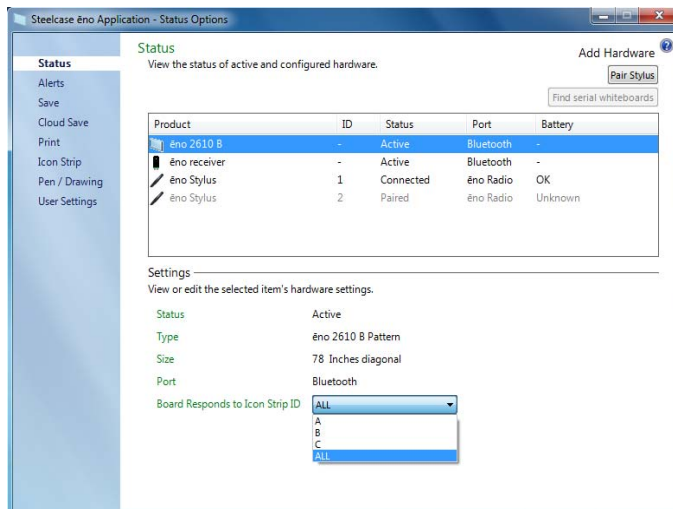 Steelcase ēno Application - Status Options
Status
Alerts
Save
Cloud Save
Print
Icon Strip
Pen / Drawing
User Settings
Status
View the status of active and configured hardware.
Add Hardware
Pair Stylus
Find serial whiteboards
Product ID Status Port Battery
ēno 2610 B - Active Bluetooth -
ēno receiver - Active Bluetooth -
ēno Stylus 1 Connected ēno Radio OK
ēno Stylus 2 Paired ēno Radio Unknown
Settings
View or edit the selected item's hardware settings.
Status Active
Type ēno 2610 B Pattern
Size 78 Inches diagonal
Port Bluetooth
Board Responds to Icon Strip ID ALL
A
B
C
ALL